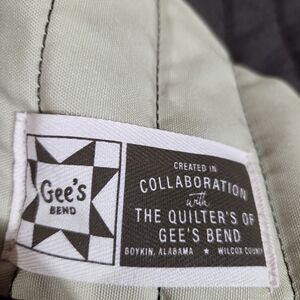 Gee's
BEND
CREATED IN
COLLABORATION
with
THE QUILTER'S OF
GEE'S BEND
BOYKIN, ALABAMA ★ WILCOX COUNTY